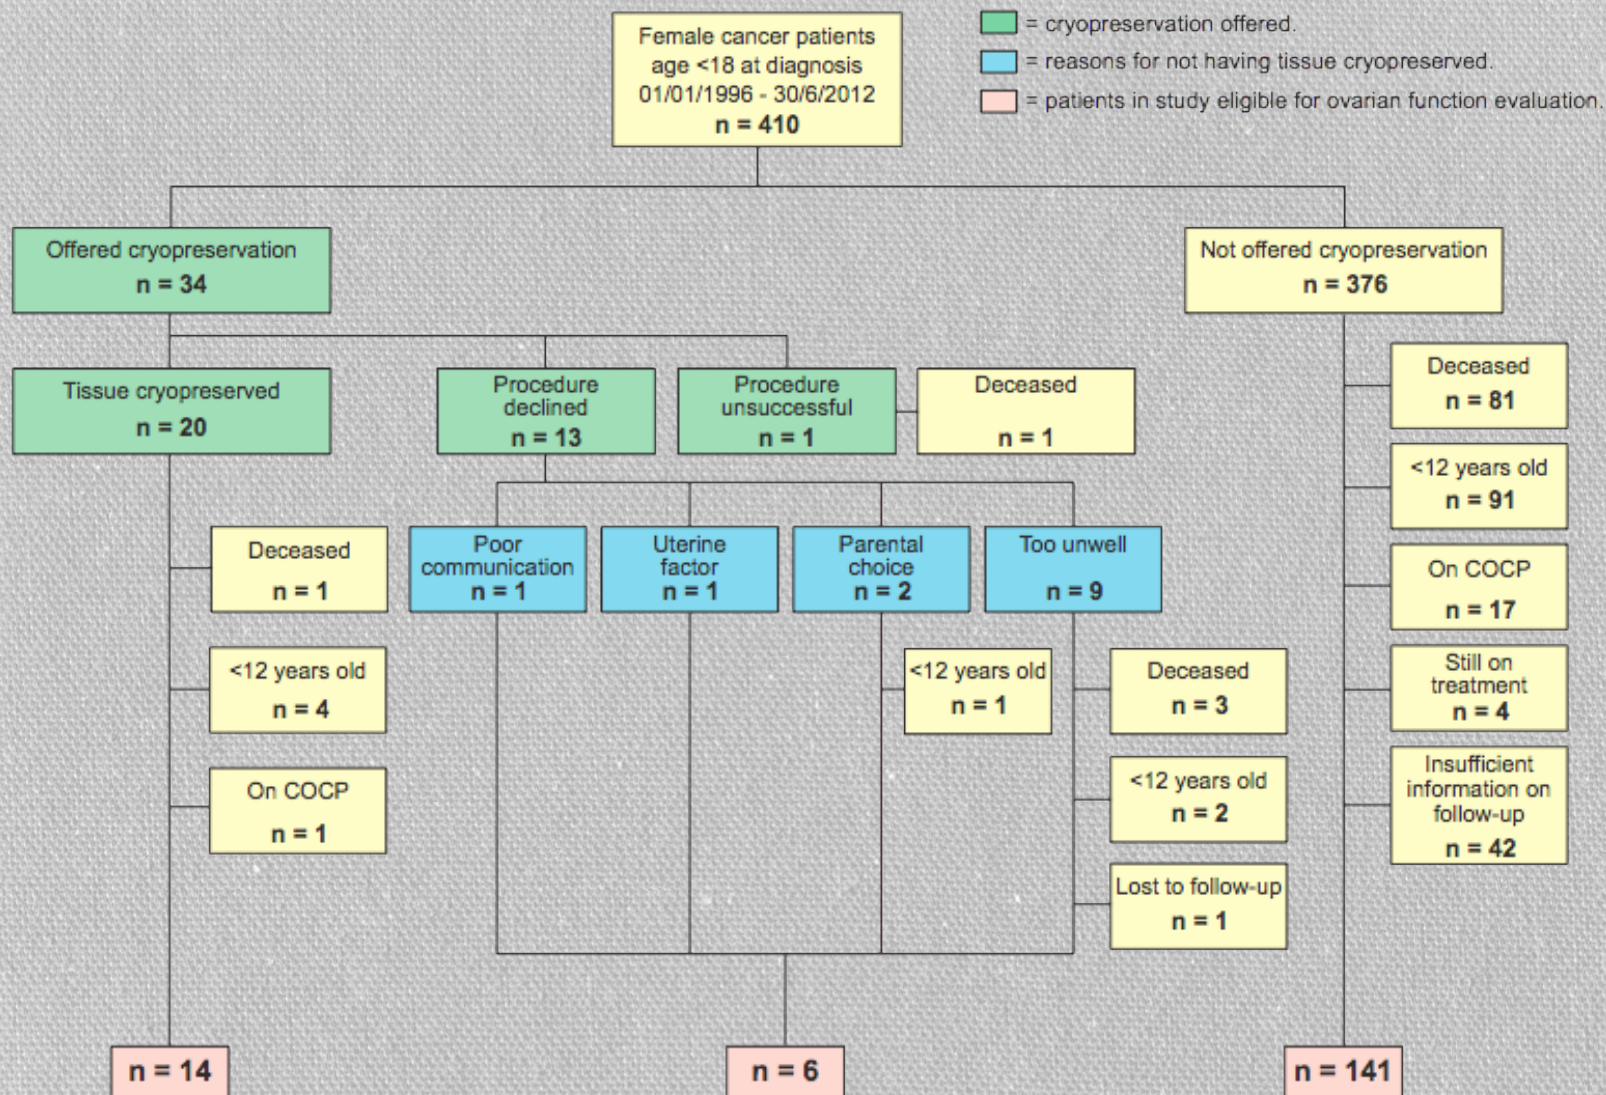 Female cancer patients
age <18 at diagnosis
01/01/1996 - 30/6/2012
n = 410
= cryopreservation offered.
= reasons for not having tissue cryopreserved.
= patients in study eligible for ovarian function evaluation.
Offered cryopreservation
n = 34
Not offered cryopreservation
n = 376
Tissue cryopreserved
n = 20
Procedure
declined
n = 13
Procedure
unsuccessful
n = 1
Deceased
n = 1
Deceased
n = 81
<12 years old
n = 91
On COCP
n = 17
Still on
treatment
n = 4
Insufficient
information on
follow-up
n = 42
Deceased
n = 1
<12 years old
n = 4
On COCP
n = 1
Poor
communication
n = 1
Uterine
factor
n = 1
Parental
choice
n = 2
Too unwell
n = 9
<12 years old
n = 1
Deceased
n = 3
<12 years old
n = 2
Lost to follow-up
n = 1
n = 14
n = 6
n = 141